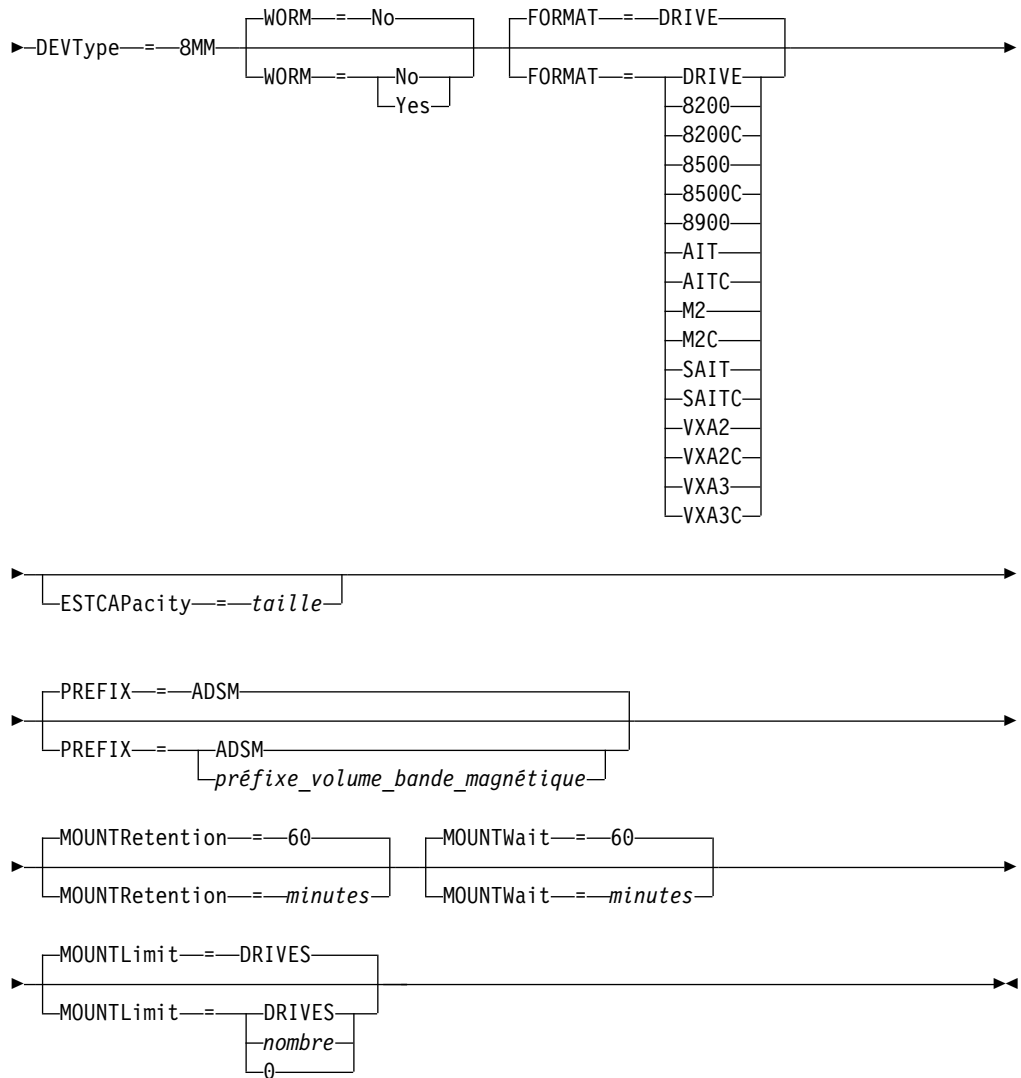 WORM = No FORMAT = DRIVE
DEVType = 8MM
WORM = No FORMAT = DRIVE
Yes 8200
8200C
8500
8500C
8900
AIT
AITC
M2
M2C
SAIT
SAITC
VXA2
VXA2C
VXA3
VXA3C
ESTCAPacity = taille
PREFIX = ADSM
PREFIX = ADSM
préfixe_volume_bande_magnétique
MOUNTRetention = 60 MOUNTWait = 60
MOUNTRetention = minutes MOUNTWait = minutes
MOUNTLimit = DRIVES
MOUNTLimit = DRIVES
nombre
0